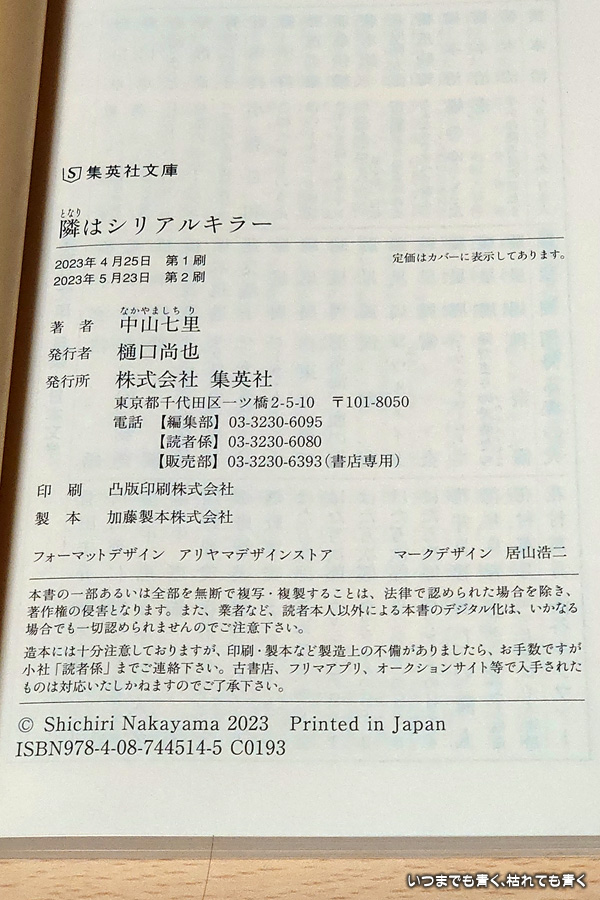 S 集英社文庫
となり
隣はシリアルキラー
2023年4月25日 第1刷
定価はカバーに表示してあります。
2023年5月23日 第2刷
なかやましちり
著 者 中山七里
発行者 樋口尚也
発行所 株式会社 集英社
東京都千代田区一ツ橋2-5-10 〒101-8050
電話 【編集部】03-3230-6095
【読者係】03-3230-6080
【販売部】03-3230-6393(書店専用)
印 刷 凸版印刷株式会社
製 本 加藤製本株式会社
フォーマットデザイン アリヤマデザインストア マークデザイン 居山浩二
本書の一部あるいは全部を無断で複写・複製することは、法律で認められた場合を除き、
著作権の侵害となります。また、業者など、読者本人以外による本書のデジタル化は、いかなる
場合でも一切認められませんのでご注意下さい。
造本には十分注意しておりますが、印刷・製本など製造上の不備がありましたら、お手数ですが
小社「読者係」までご連絡下さい。古書店、フリマアプリ、オークションサイト等で入手された
ものは対応いたしかねますのでご了承下さい。
© Shichiri Nakayama 2023 Printed in Japan
ISBN978-4-08-744514-5 C0193
いつまでも青く、枯れても青く